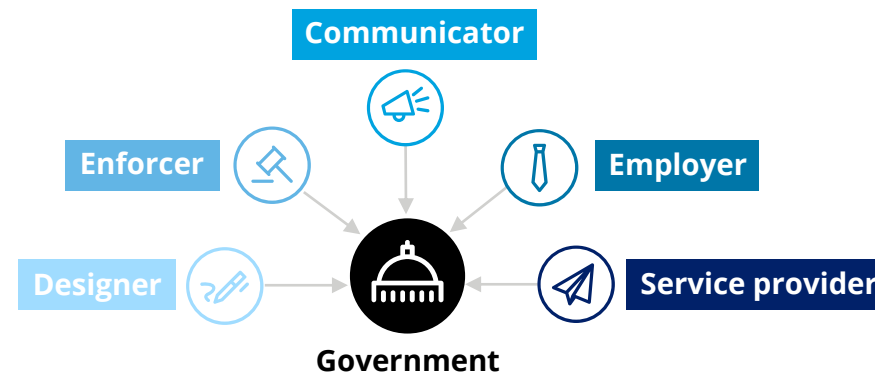 Communicator
Enforcer
Employer
Designer
Service provider
Government